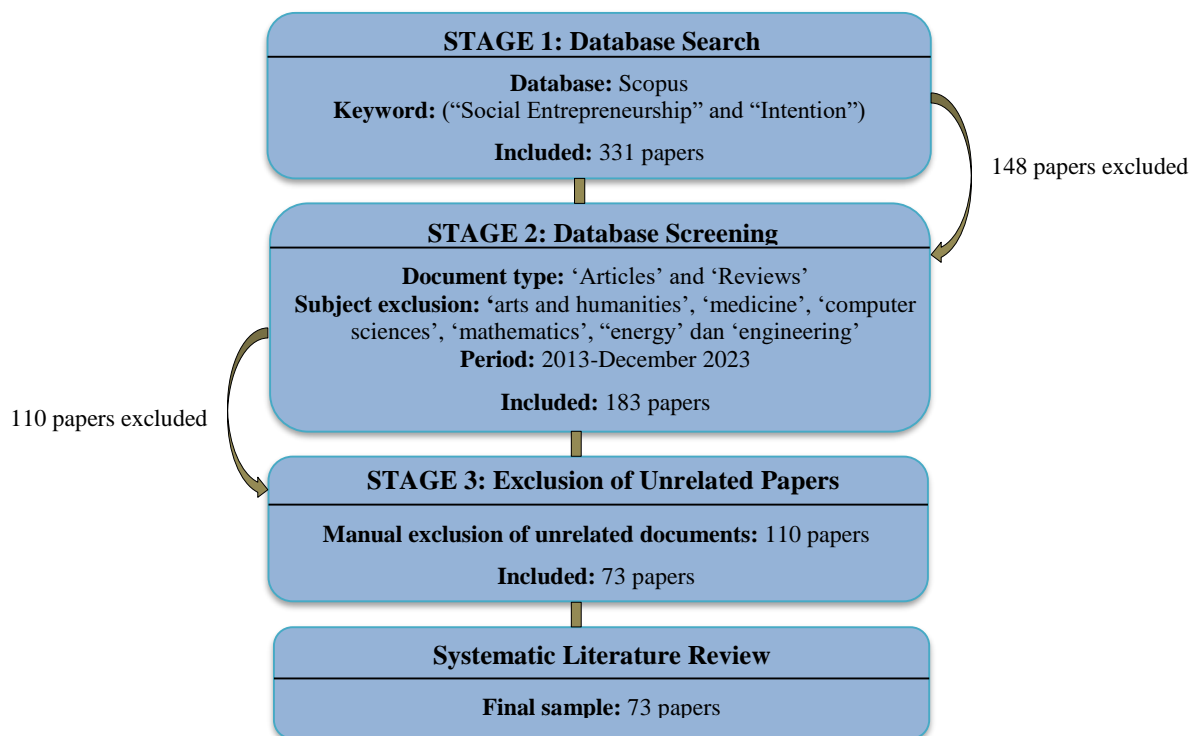 STAGE 1: Database Search
Database: Scopus
Keyword: (“Social Entrepreneurship” and “Intention”)
Included: 331 papers
148 papers excluded
STAGE 2: Database Screening
Document type: ‘Articles’ and ‘Reviews’
Subject exclusion: ‘arts and humanities’, ‘medicine’, ‘computer
sciences’, ‘mathematics’, “energy’ dan ‘engineering’
Period: 2013-December 2023
Included: 183 papers
110 papers excluded
STAGE 3: Exclusion of Unrelated Papers
Manual exclusion of unrelated documents: 110 papers
Included: 73 papers
Systematic Literature Review
Final sample: 73 papers